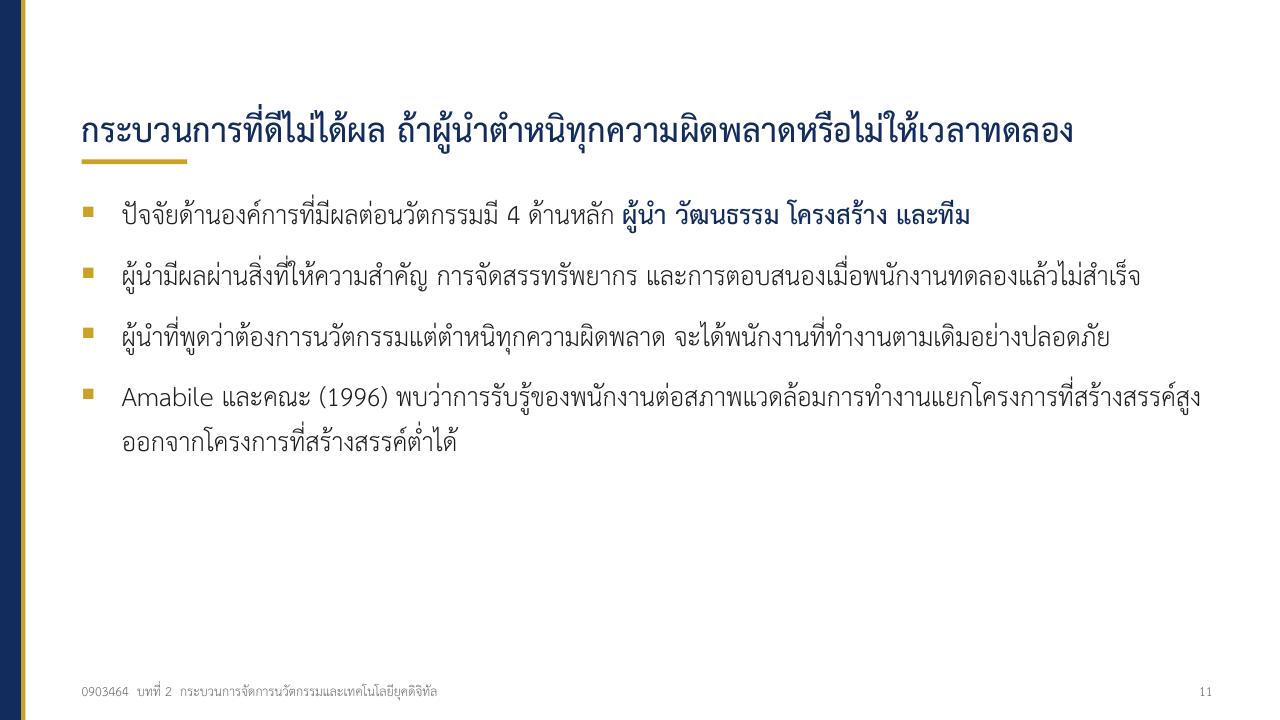 กระบวนการที่ดีไม่ได้ผล ถ้าผู้นำตำหนิทุกความผิดพลาดหรือไม่ให้เวลาทดลอง
ปัจจัยด้านองค์การที่มีผลต่อนวัตกรรมมี 4 ด้านหลัก ผู้นำ วัฒนธรรม โครงสร้าง และทีม
ผู้นำมีผลผ่านสิ่งที่ให้ความสำคัญ การจัดสรรทรัพยากร และการตอบสนองเมื่อพนักงานทดลองแล้วไม่สำเร็จ
ผู้นำที่พูดว่าต้องการนวัตกรรมแต่ตำหนิทุกความผิดพลาด จะได้พนักงานที่ทำงานตามเดิมอย่างปลอดภัย
Amabile และคณะ (1996) พบว่าการรับรู้ของพนักงานต่อสภาพแวดล้อมการทำงานแยกโครงการที่สร้างสรรค์สูง
ออกจากโครงการที่สร้างสรรค์ต่ำได้
0903464 บทที่ 2 กระบวนการจัดการนวัตกรรมและเทคโนโลยียุคดิจิทัล
11